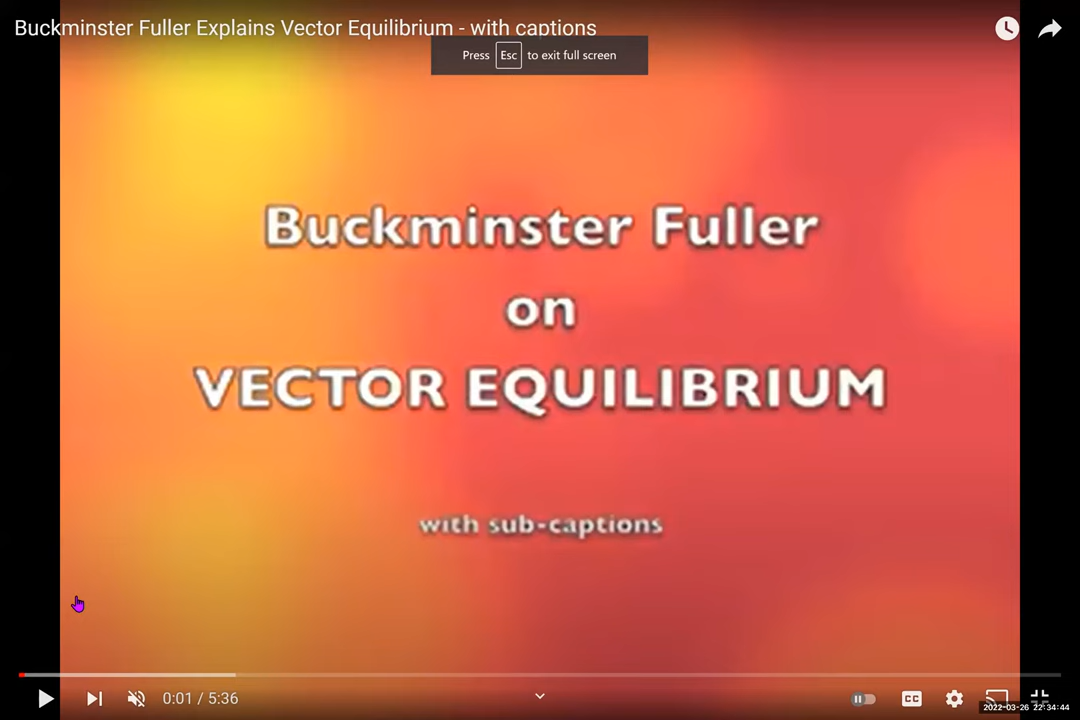 Buckminster Fuller Explains Vector Equilibrium - with captions
Press Esc to exit full screen
Buckminster Fuller
on
VECTOR EQUILIBRIUM
with sub-captions
0:01 / 5:36
CC
2022-03-26 22:34:44